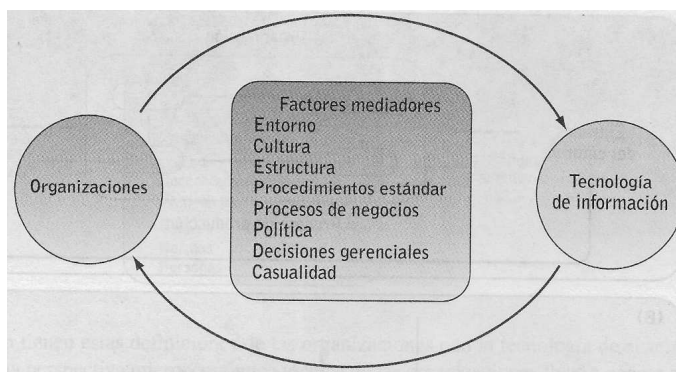 Factores mediadores
Entorno
Cultura
Estructura
Procedimientos estándar
Procesos de negocios
Política
Decisiones gerenciales
Casualidad
Organizaciones
Tecnología
de información
(B)